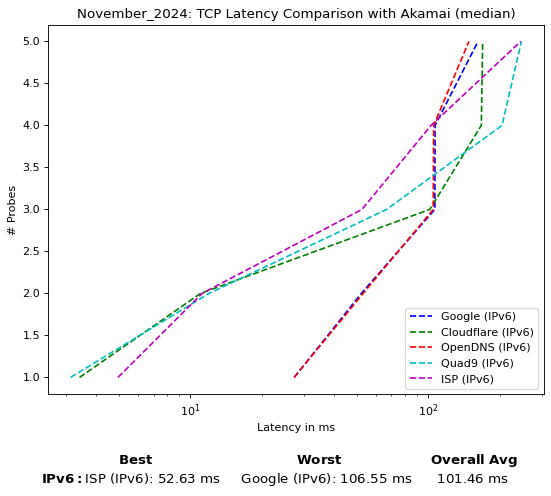 November_2024: TCP Latency Comparison with Akamai (median)
# Probes
5.0
4.5
4.0
3.5
3.0
2.5
2.0
1.5
1.0
Google (IPv6)
Cloudflare (IPv6)
OpenDNS (IPv6)
Quad9 (IPv6)
ISP (IPv6)
10¹ 10²
Latency in ms
Best Worst Overall Avg
IPv6: ISP (IPv6): 52.63 ms Google (IPv6): 106.55 ms 101.46 ms